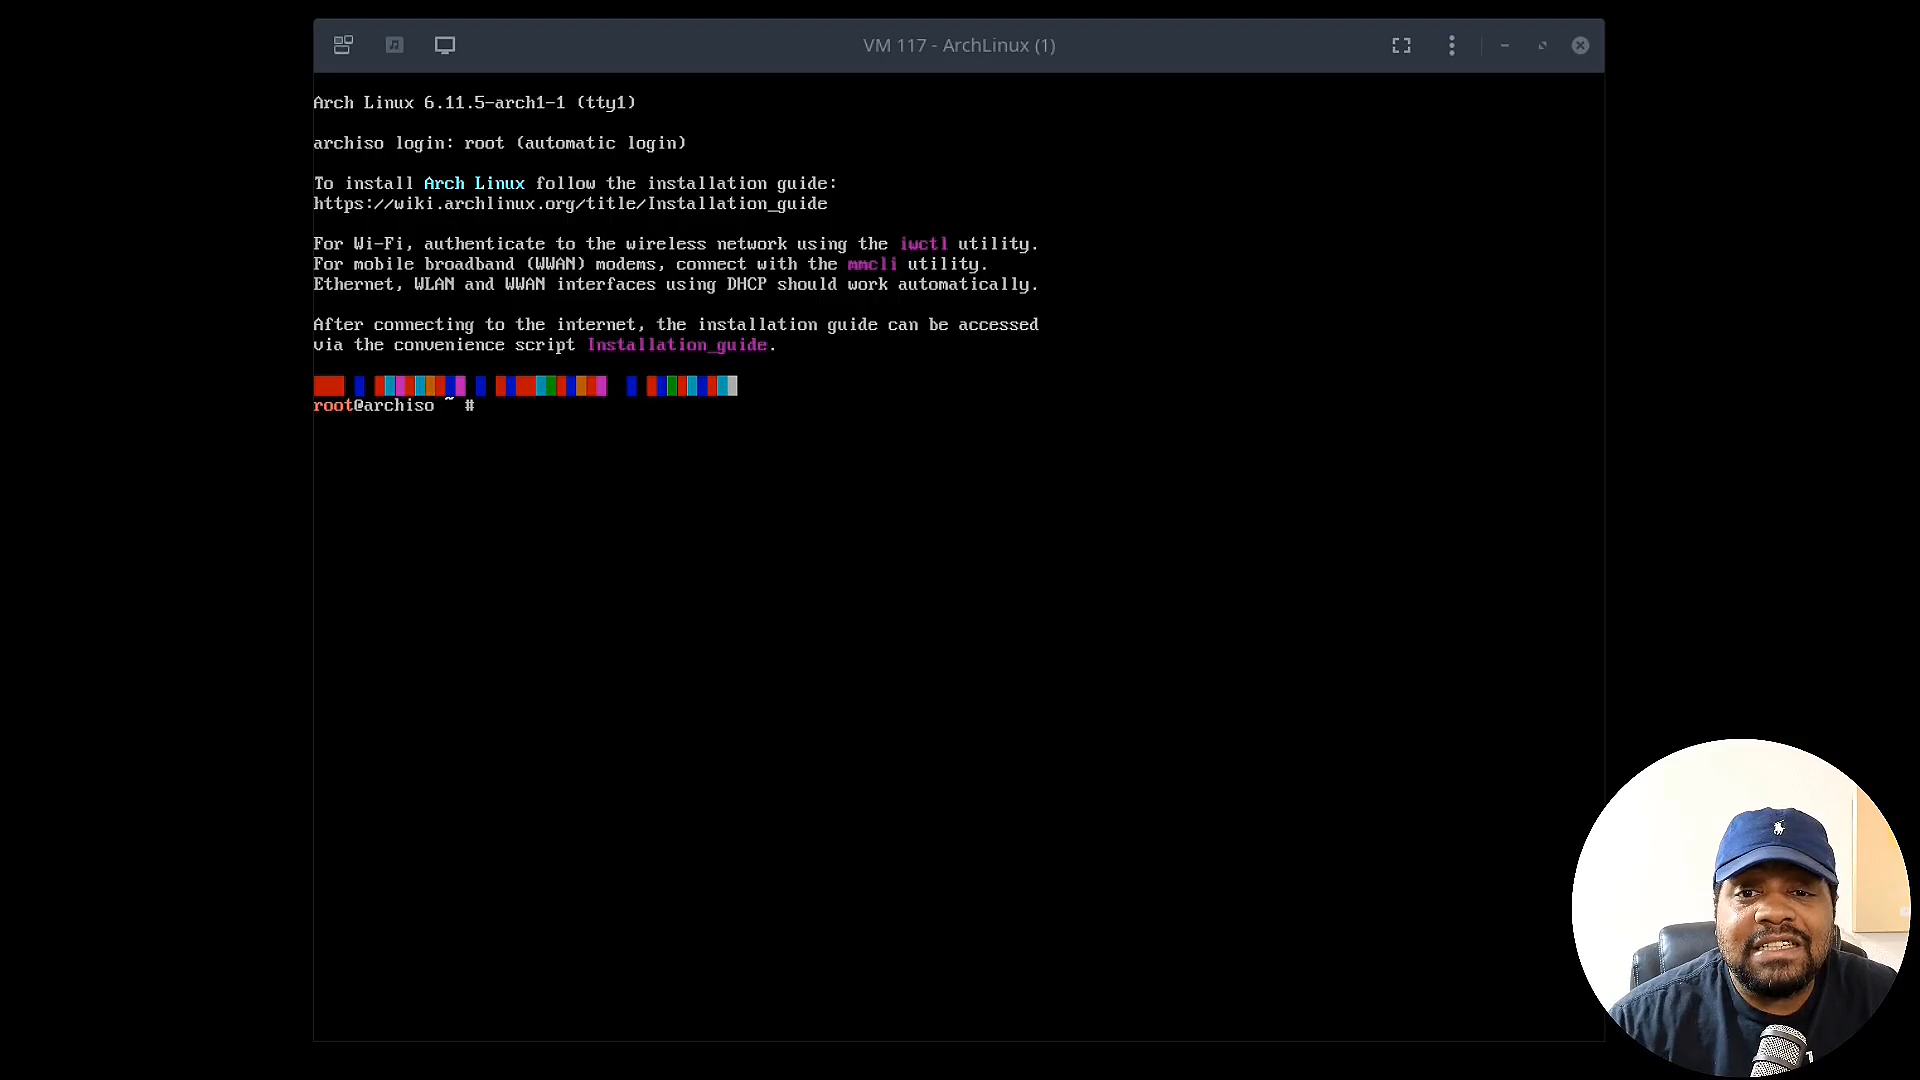 VM 117 - ArchLinux (1)
Arch Linux 6.11.5-arch1-1 (tty1)
archiso login: root (automatic login)
To install Arch Linux follow the installation guide:
https://wiki.archlinux.org/title/Installation_guide
For Wi-Fi, authenticate to the wireless network using the iwctl utility.
For mobile broadband (WWAN) modems, connect with the mmcli utility.
Ethernet, WLAN and WWAN interfaces using DHCP should work automatically.
After connecting to the internet, the installation guide can be accessed
via the convenience script Installation_guide.
root@archiso ~ #